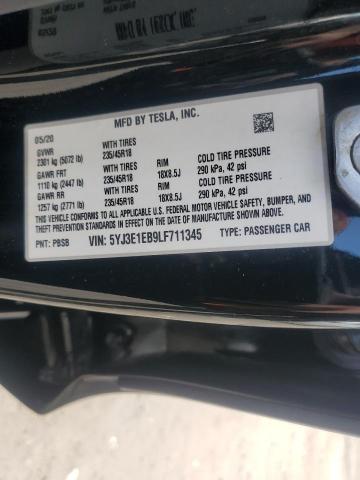 MFD BY TESLA, INC.
05/20
GVWR WITH TIRES
2301 kg (5072 lb) 235/45R18 RIM COLD TIRE PRESSURE
GAWR FRT WITH TIRES 18X8.5J 290 kPa, 42 psi
1110 kg (2447 lb) 235/45R18 RIM COLD TIRE PRESSURE
GAWR RR WITH TIRES 18X8.5J 290 kPa, 42 psi
1257 kg (2771 lb) 235/45R18
THIS VEHICLE CONFORMS TO ALL APPLICABLE
U.S. FEDERAL MOTOR VEHICLE SAFETY, BUMPER, AND
THEFT PREVENTION STANDARDS IN EFFECT ON THE
DATE OF MANUFACTURE SHOWN ABOVE.
PNT: PBSB VIN: 5YJ3E1EB9LF711345 TYPE: PASSENGER CAR